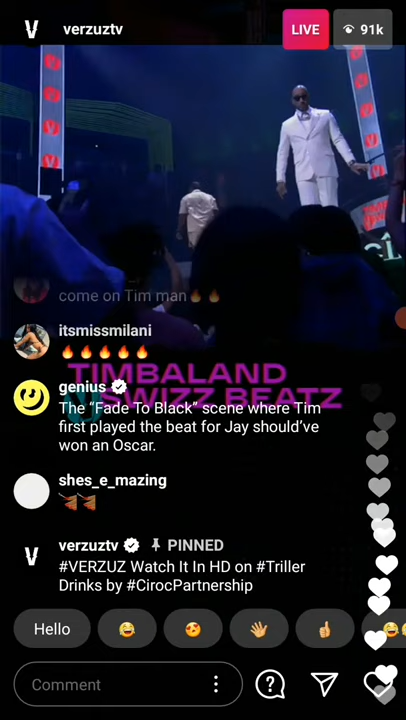 verzuztv
LIVE
91k
come on Tim man🔥🔥
itsmissmilani
🔥🔥🔥🔥🔥
TIMBALAND
SWIZZ BEATZ
genius
The “Fade To Black” scene where Tim
first played the beat for Jay should’ve
won an Oscar.
shes_e_mazing
verzuztv PINNED
#VERZUZ Watch It In HD on #Triller
Drinks by #CirocPartnership
Hello
Comment